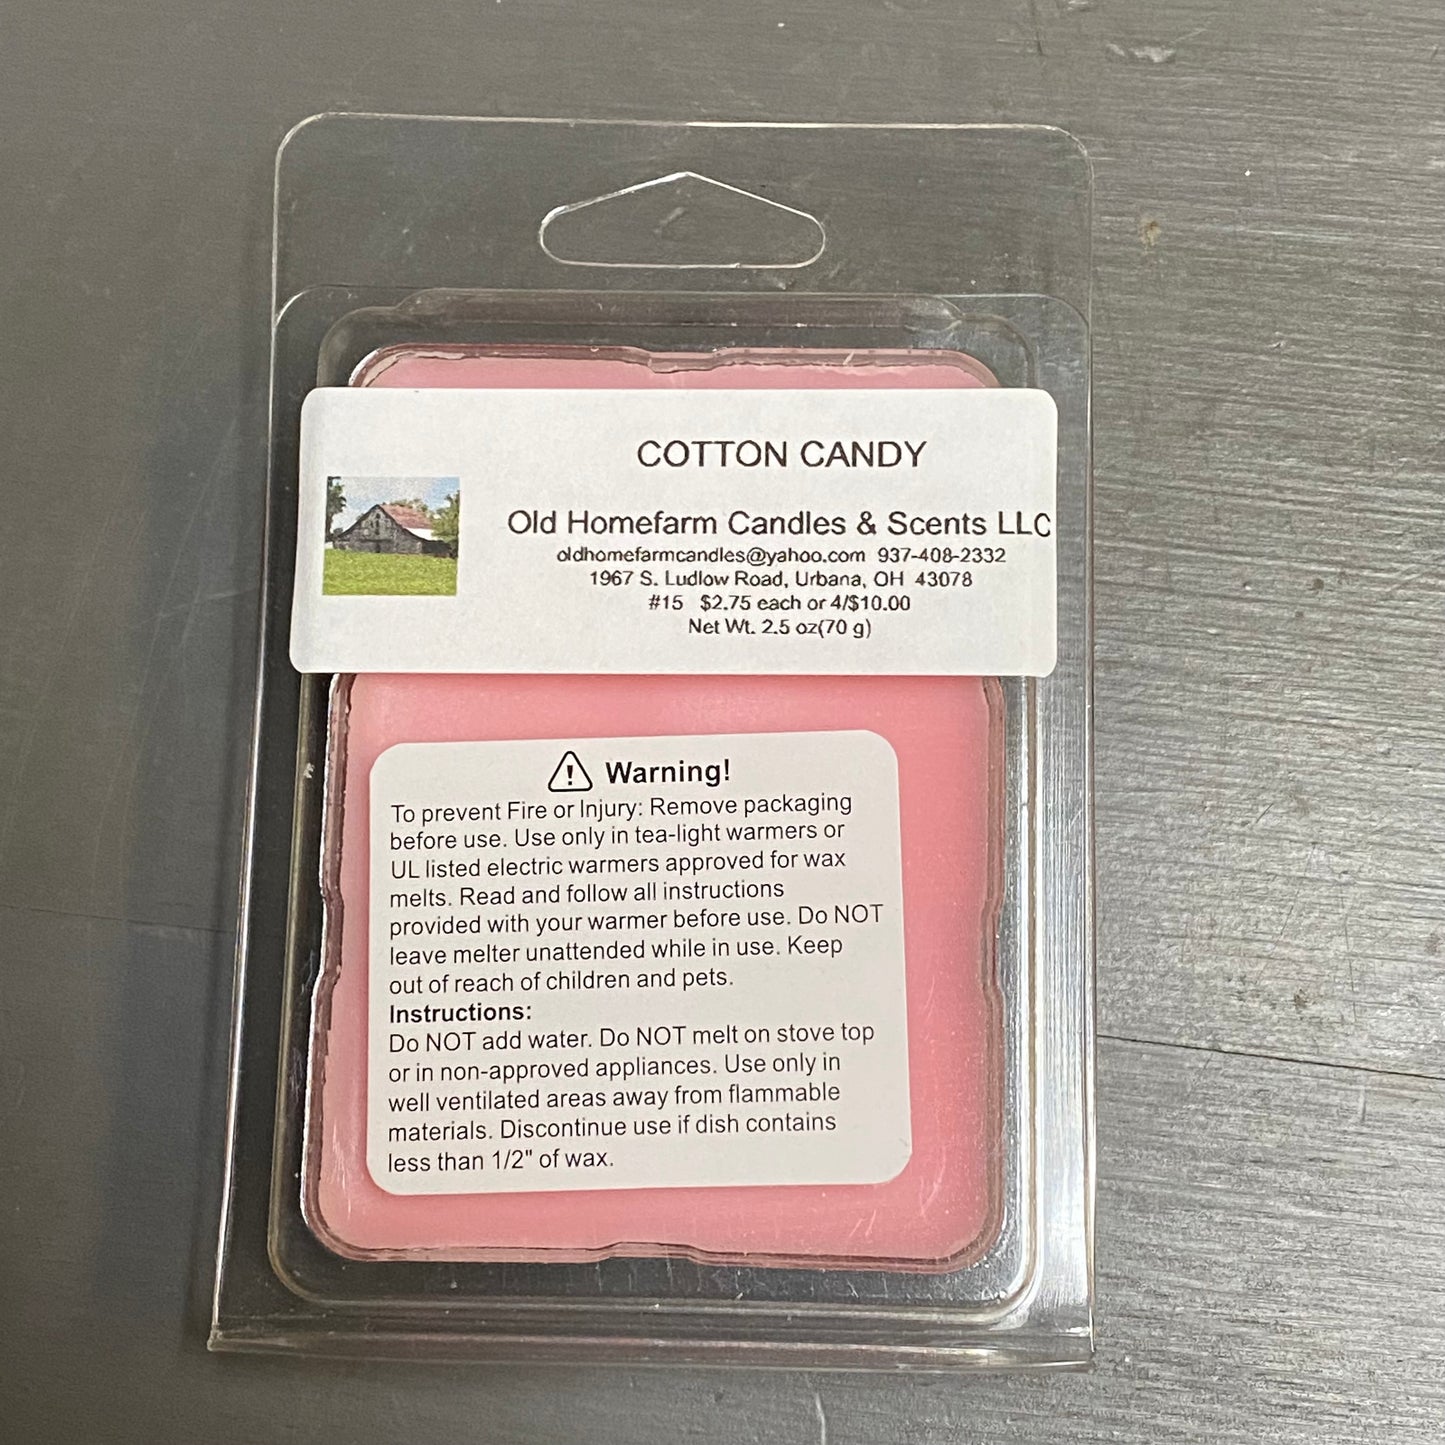 COTTON CANDY
Old Homefarm Candles & Scents LLC
oldhomefarmcandles@yahoo.com 937-408-2332
1967 S. Ludlow Road, Urbana, OH 43078
#15 $2.75 each or 4/$10.00
Net Wt. 2.5 oz(70 g)
Warning!
To prevent Fire or Injury: Remove packaging
before use. Use only in tea-light warmers or
UL listed electric warmers approved for wax
melts. Read and follow all instructions
provided with your warmer before use. Do NOT
leave melter unattended while in use. Keep
out of reach of children and pets.
Instructions:
Do NOT add water. Do NOT melt on stove top
or in non-approved appliances. Use only in
well ventilated areas away from flammable
materials. Discontinue use if dish contains
less than 1/2" of wax.